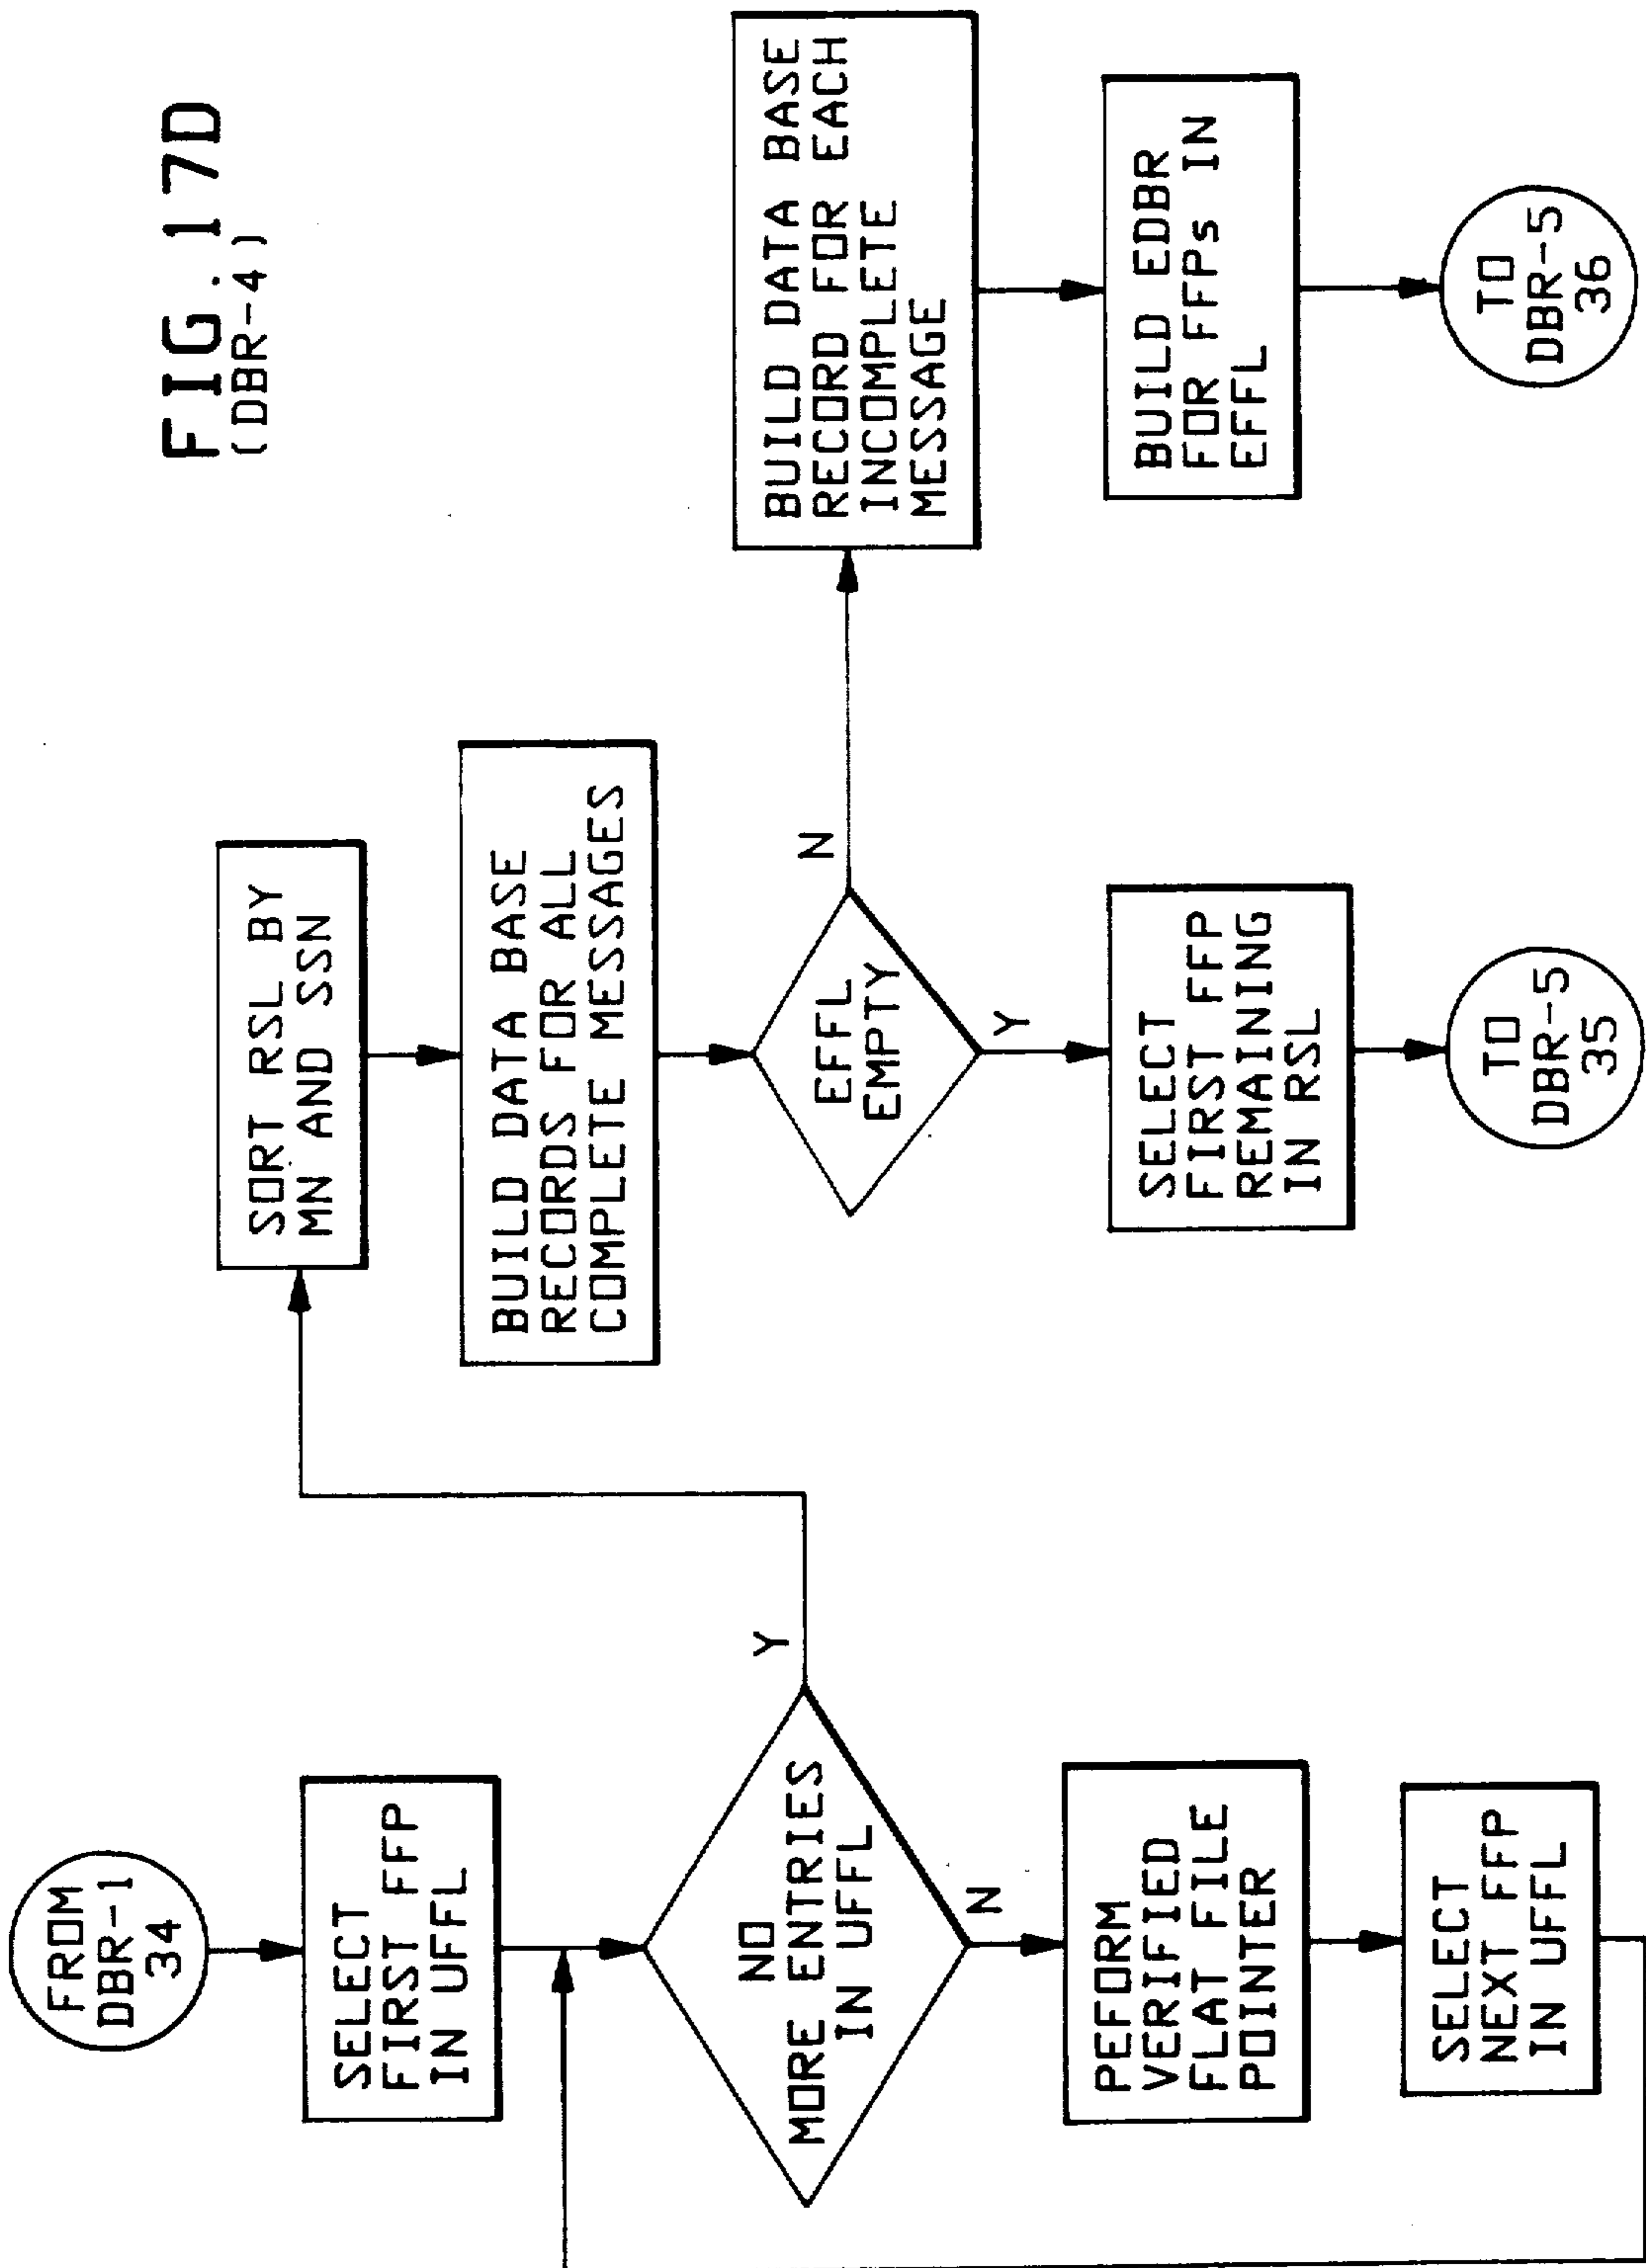 FIG. 17D
(DBR-4)
FROM
DBR-1
34
SELECT
FIRST FFP
IN UFFL
NO
MORE ENTRIES
IN UFFL
Y
N
PEFORM
VERIFIED
FLAT FILE
POINTER
SELECT
NEXT FFP
IN UFFL
SORT RSL BY
MN AND SSN
BUILD DATA BASE
RECORDS FOR ALL
COMPLETE MESSAGES
EFFL
EMPTY
N
Y
SELECT
FIRST FFP
REMAINING
IN RSL
TO
DBR-5
35
BUILD DATA BASE
RECORD FOR EACH
INCOMPLETE
MESSAGE
BUILD EDBR
FOR FFPs IN
EFFL
TO
DBR-5
36